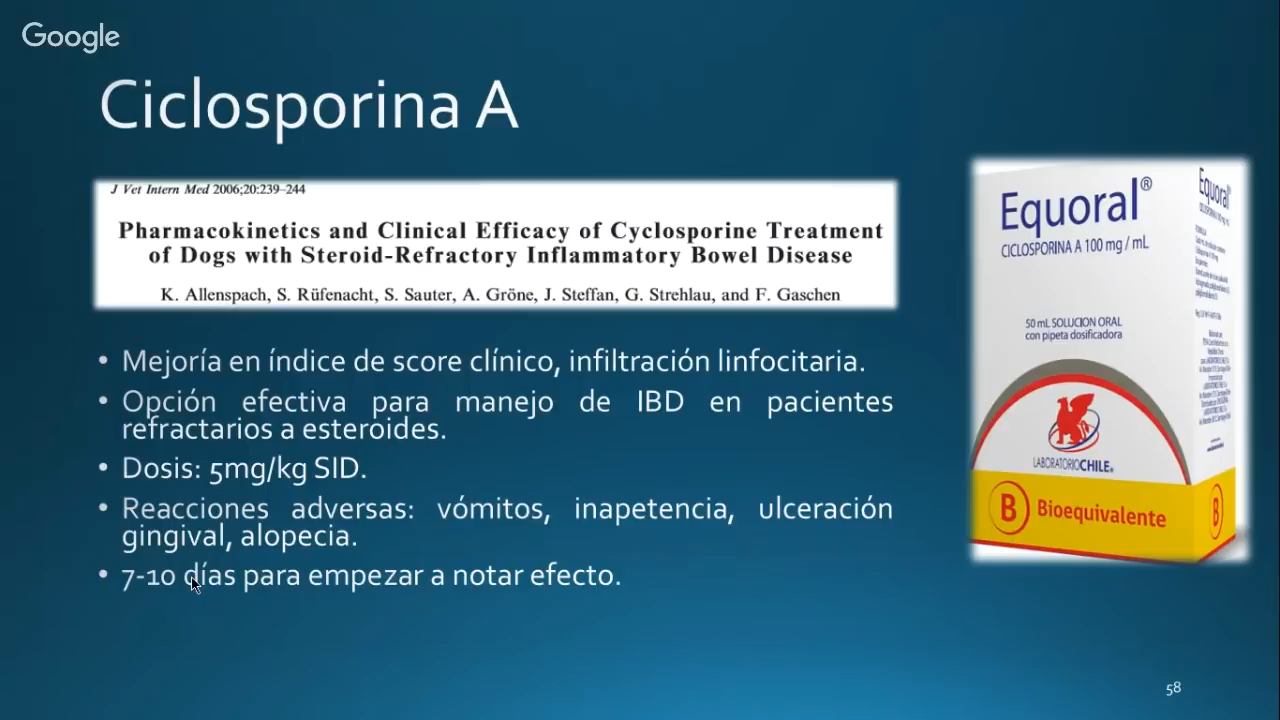 Google
Ciclosporina A
J Vet Intern Med 2006;20:239–244
Pharmacokinetics and Clinical Efficacy of Cyclosporine Treatment
of Dogs with Steroid-Refractory Inflammatory Bowel Disease
K. Allenspach, S. Rüfenacht, S. Sauter, A. Gröne, J. Steffan, G. Strehlau, and F. Gaschen
• Mejoría en índice de score clínico, infiltración linfocitaria.
• Opción efectiva para manejo de IBD en pacientes
refractarios a esteroides.
• Dosis: 5mg/kg SID.
• Reacciones adversas: vómitos, inapetencia, ulceración
gingival, alopecia.
• 7-10 días para empezar a notar efecto.
Equoral®
CICLOSPORINA A 100 mg / mL
50 mL SOLUCION ORAL
con pipeta dosificadora
LABORATORIOCHILE®
B Bioequivalente
Equoral®
B
58